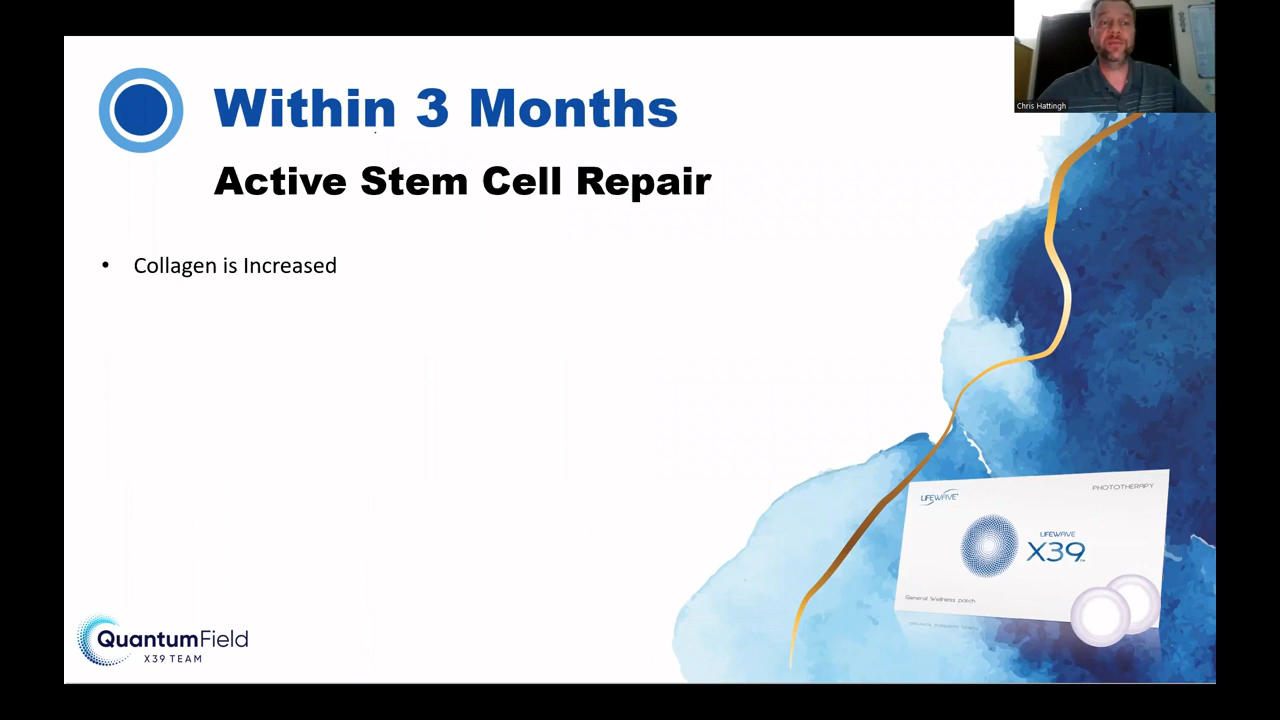 Within 3 Months
Active Stem Cell Repair
• Collagen is Increased
Chris Hattingh
LIFEWAVE
PHOTOTHERAPY
LIFEWAVE
X39
General Wellness patch
QuantumField
X39 TEAM